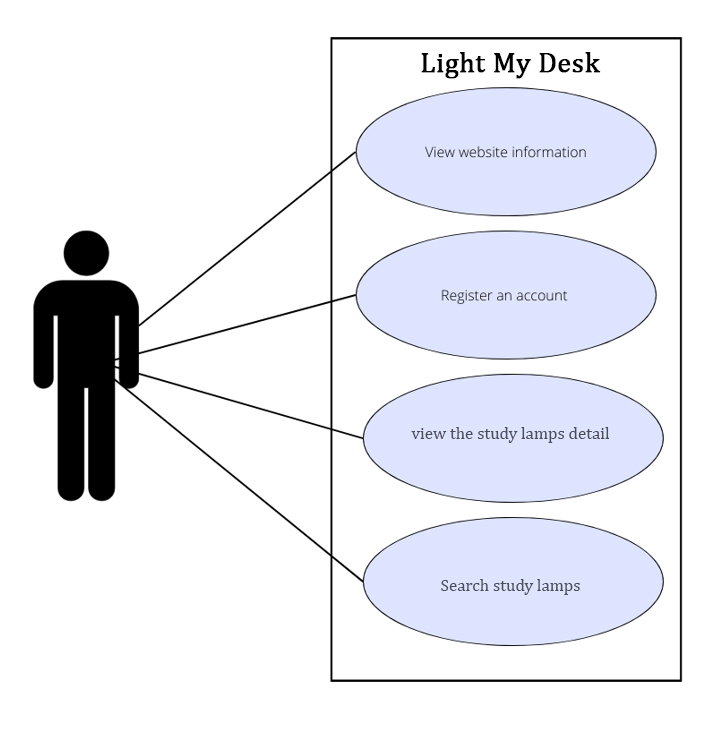 Light My Desk
View website information
Register an account
view the study lamps detail
Search study lamps